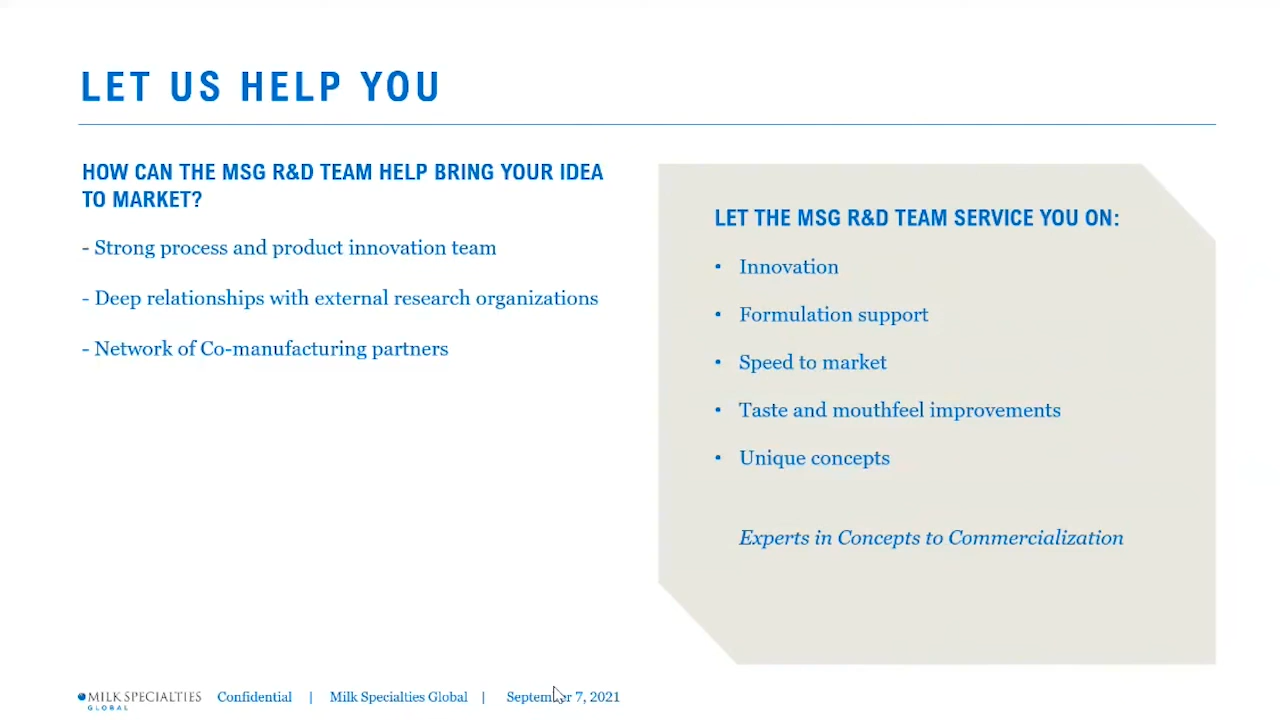 LET US HELP YOU
HOW CAN THE MSG R&D TEAM HELP BRING YOUR IDEA
TO MARKET?
- Strong process and product innovation team
- Deep relationships with external research organizations
- Network of Co-manufacturing partners
LET THE MSG R&D TEAM SERVICE YOU ON:
• Innovation
• Formulation support
• Speed to market
• Taste and mouthfeel improvements
• Unique concepts
Experts in Concepts to Commercialization
MILK SPECIALTIES
GLOBAL
Confidential | Milk Specialties Global | September 7, 2021